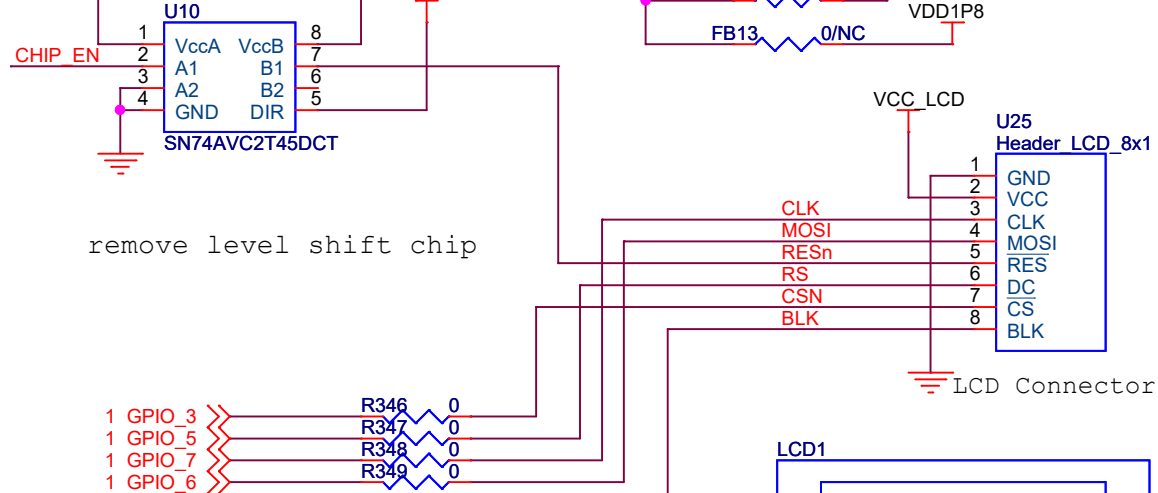 U10
1 VccA VccB 8
CHIP_EN 2 A1 B1 7
3 A2 B2 6
4 GND DIR 5
SN74AVC2T45DCT
VDD1P8
FB13 0/NC
VCC_LCD
U25
Header_LCD_8x1
1 GND
2 VCC
CLK 3 CLK
MOSI 4 MOSI
RESn 5 RES
RS 6 DC
CSN 7 CS
BLK 8 BLK
remove level shift chip
LCD Connector
1 GPIO_3 R346 0
1 GPIO_5 R347 0
1 GPIO_7 R348 0
1 GPIO_6 R349 0
LCD1